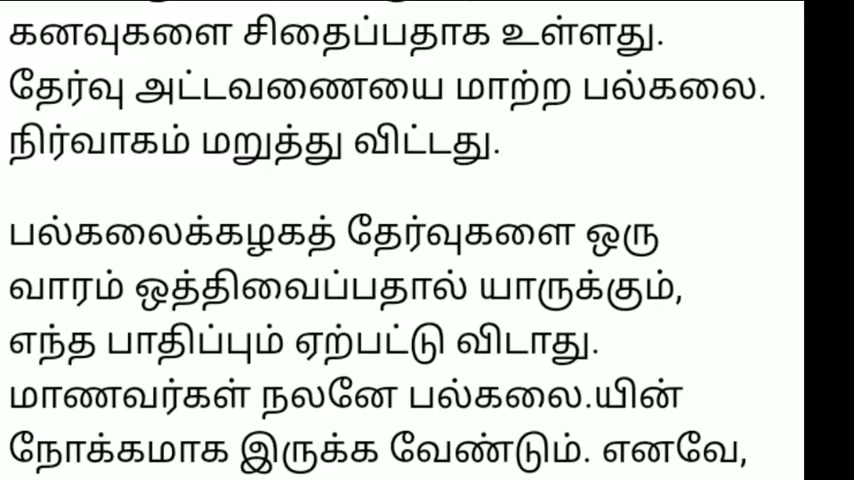 கனவுகளை சிதைப்பதாக உள்ளது.
தேர்வு அட்டவணையை மாற்ற பல்கலை.
நிர்வாகம் மறுத்து விட்டது.
பல்கலைக்கழகத் தேர்வுகளை ஒரு
வாரம் ஒத்திவைப்பதால் யாருக்கும்,
எந்த பாதிப்பும் ஏற்பட்டு விடாது.
மாணவர்கள் நலனே பல்கலை.யின்
நோக்கமாக இருக்க வேண்டும். எனவே,